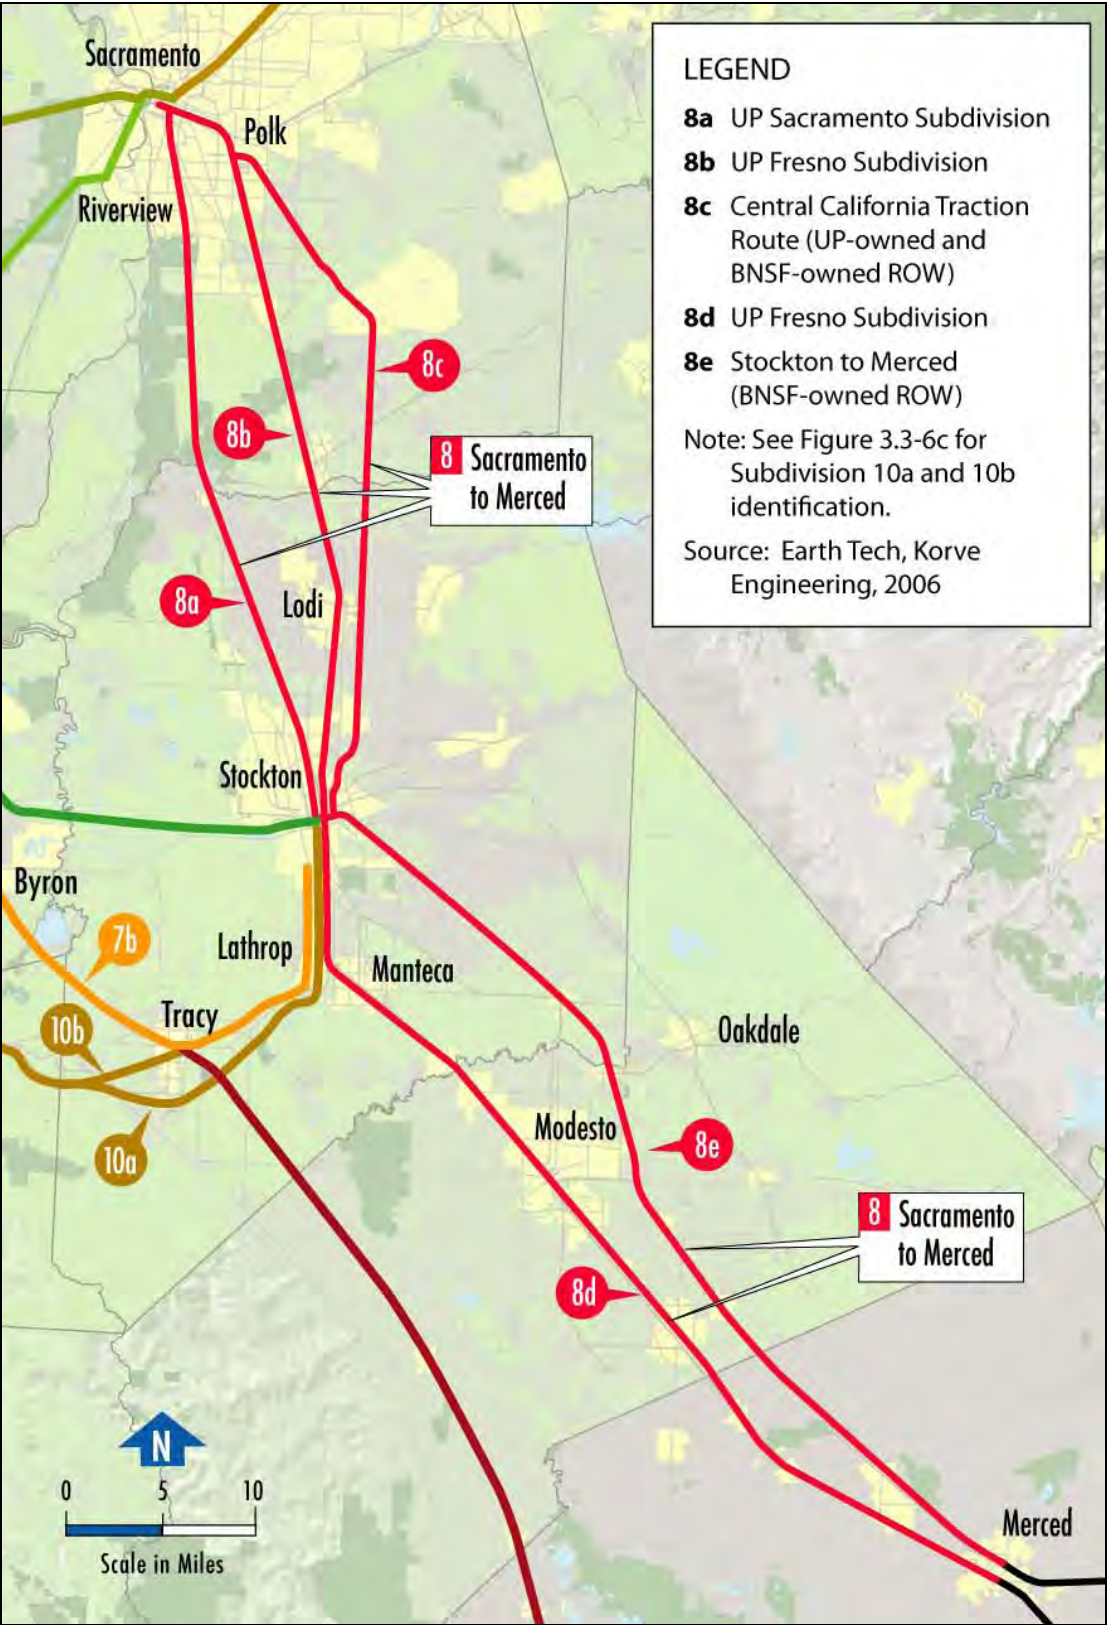 Sacramento
Polk
Riverview
LEGEND
8a UP Sacramento Subdivision
8b UP Fresno Subdivision
8c Central California Traction
Route (UP-owned and
BNSF-owned ROW)
8d UP Fresno Subdivision
8e Stockton to Merced
(BNSF-owned ROW)
Note: See Figure 3.3-6c for
Subdivision 10a and 10b
identification.
Source: Earth Tech, Korve
Engineering, 2006
8c
8b
8 Sacramento
to Merced
8a
Lodi
Stockton
Byron
7b
Lathrop
Manteca
Tracy
10b
Oakdale
10a
Modesto
8e
8 Sacramento
to Merced
8d
N
0 5 10
Scale in Miles
Merced